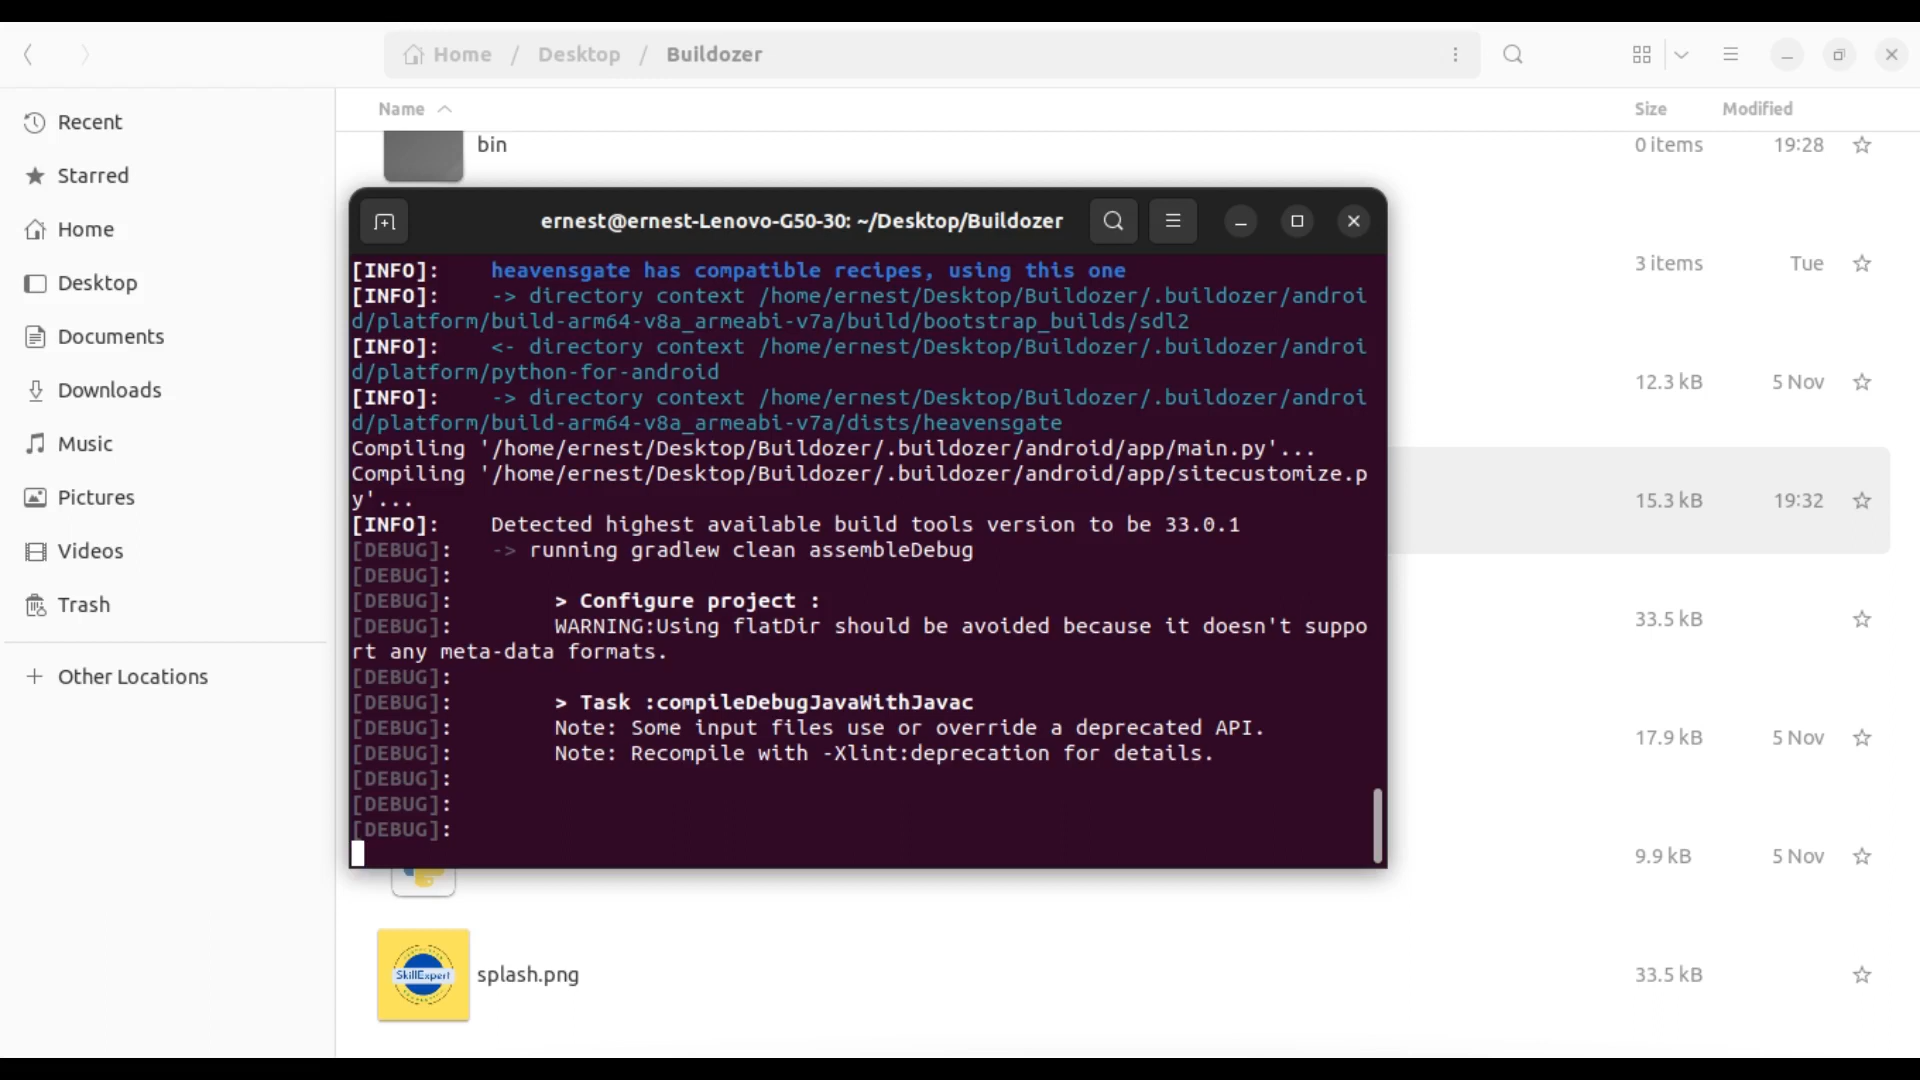 Home / Desktop / Buildozer
Recent
Starred
Home
Desktop
Documents
Downloads
Music
Pictures
Videos
Trash
+ Other Locations
Name Size Modified
bin 0 items 19:28
3 items Tue
12.3 kB 5 Nov
15.3 kB 19:32
33.5 kB
17.9 kB 5 Nov
9.9 kB 5 Nov
splash.png 33.5 kB
SkillExpert
ernest@ernest-Lenovo-G50-30: ~/Desktop/Buildozer
[INFO]:    heavensgate has compatible recipes, using this one
[INFO]:    -> directory context /home/ernest/Desktop/Buildozer/.buildozer/androi
d/platform/build-arm64-v8a_armeabi-v7a/build/bootstrap_builds/sdl2
[INFO]:    <- directory context /home/ernest/Desktop/Buildozer/.buildozer/androi
d/platform/python-for-android
[INFO]:    -> directory context /home/ernest/Desktop/Buildozer/.buildozer/androi
d/platform/build-arm64-v8a_armeabi-v7a/dists/heavensgate
Compiling '/home/ernest/Desktop/Buildozer/.buildozer/android/app/main.py'...
Compiling '/home/ernest/Desktop/Buildozer/.buildozer/android/app/sitecustomize.p
y'...
[INFO]:    Detected highest available build tools version to be 33.0.1
[DEBUG]:   -> running gradlew clean assembleDebug
[DEBUG]:
[DEBUG]:        > Configure project :
[DEBUG]:        WARNING:Using flatDir should be avoided because it doesn't suppo
rt any meta-data formats.
[DEBUG]:
[DEBUG]:        > Task :compileDebugJavaWithJavac
[DEBUG]:        Note: Some input files use or override a deprecated API.
[DEBUG]:        Note: Recompile with -Xlint:deprecation for details.
[DEBUG]:
[DEBUG]:
[DEBUG]: